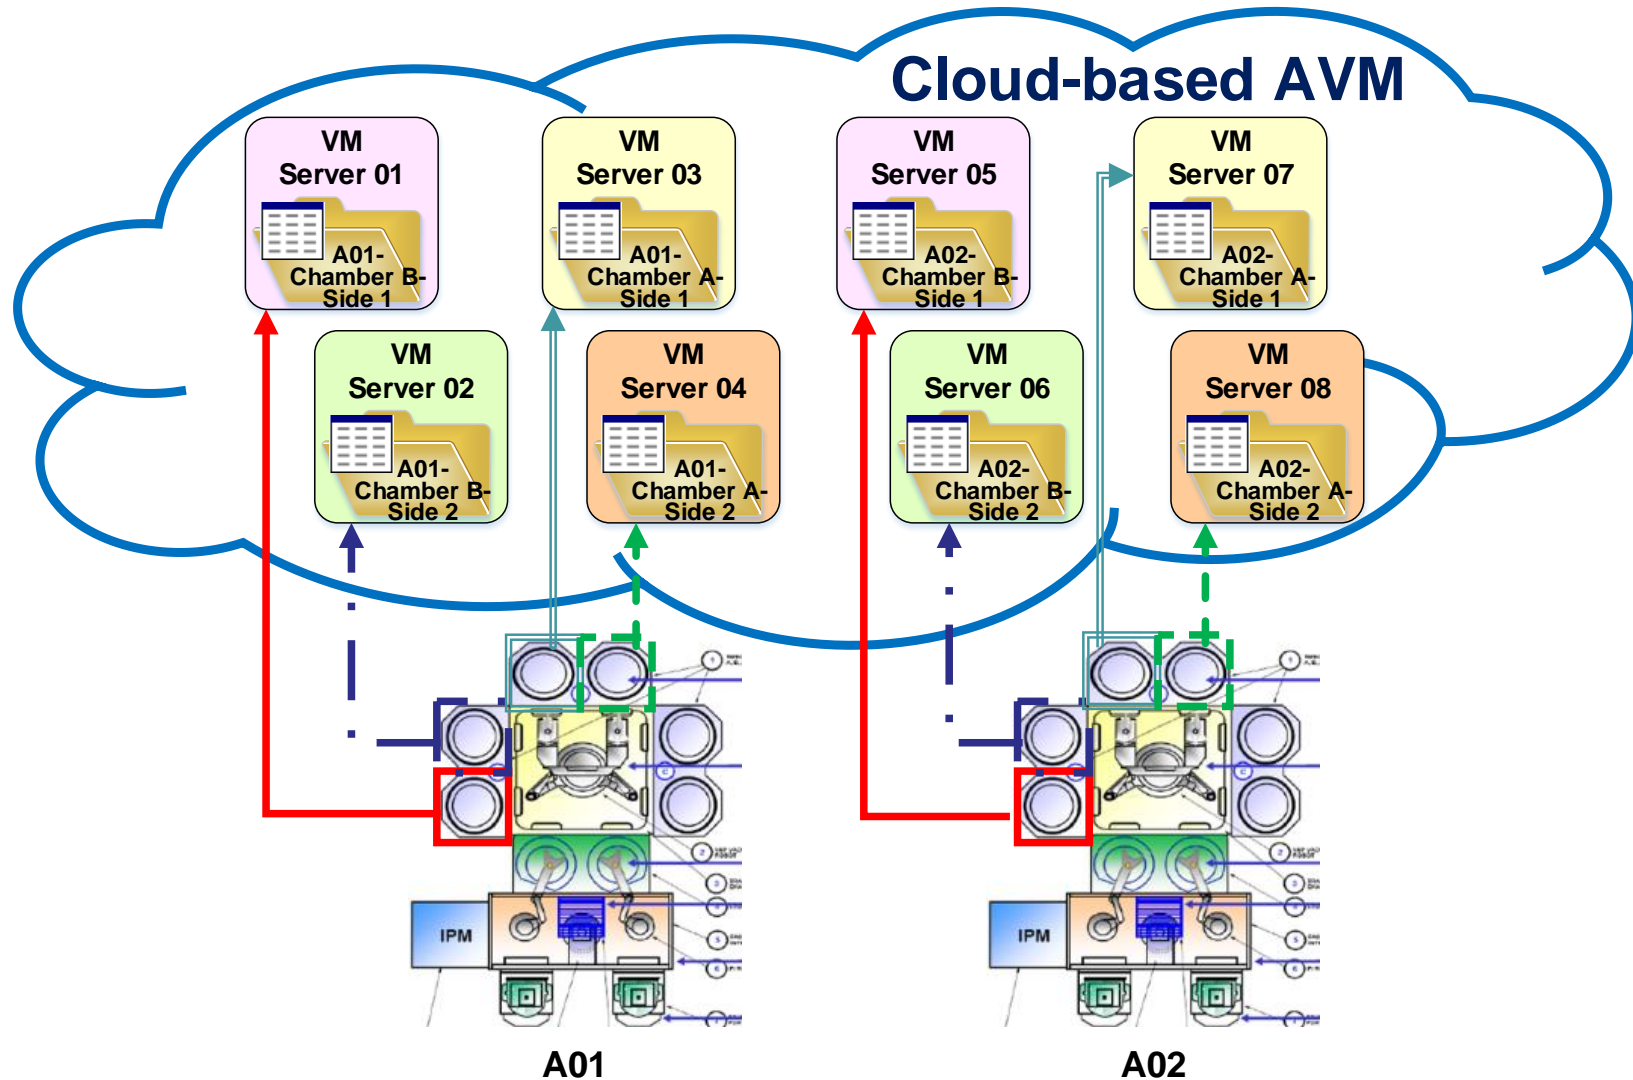 Cloud-based AVM
VM
Server 01
A01-
Chamber B-
Side 1
VM
Server 03
A01-
Chamber A-
Side 1
VM
Server 05
A02-
Chamber B-
Side 1
VM
Server 07
A02-
Chamber A-
Side 1
VM
Server 02
A01-
Chamber B-
Side 2
VM
Server 04
A01-
Chamber A-
Side 2
VM
Server 06
A02-
Chamber B-
Side 2
VM
Server 08
A02-
Chamber A-
Side 2
IPM
IPM
A01
A02